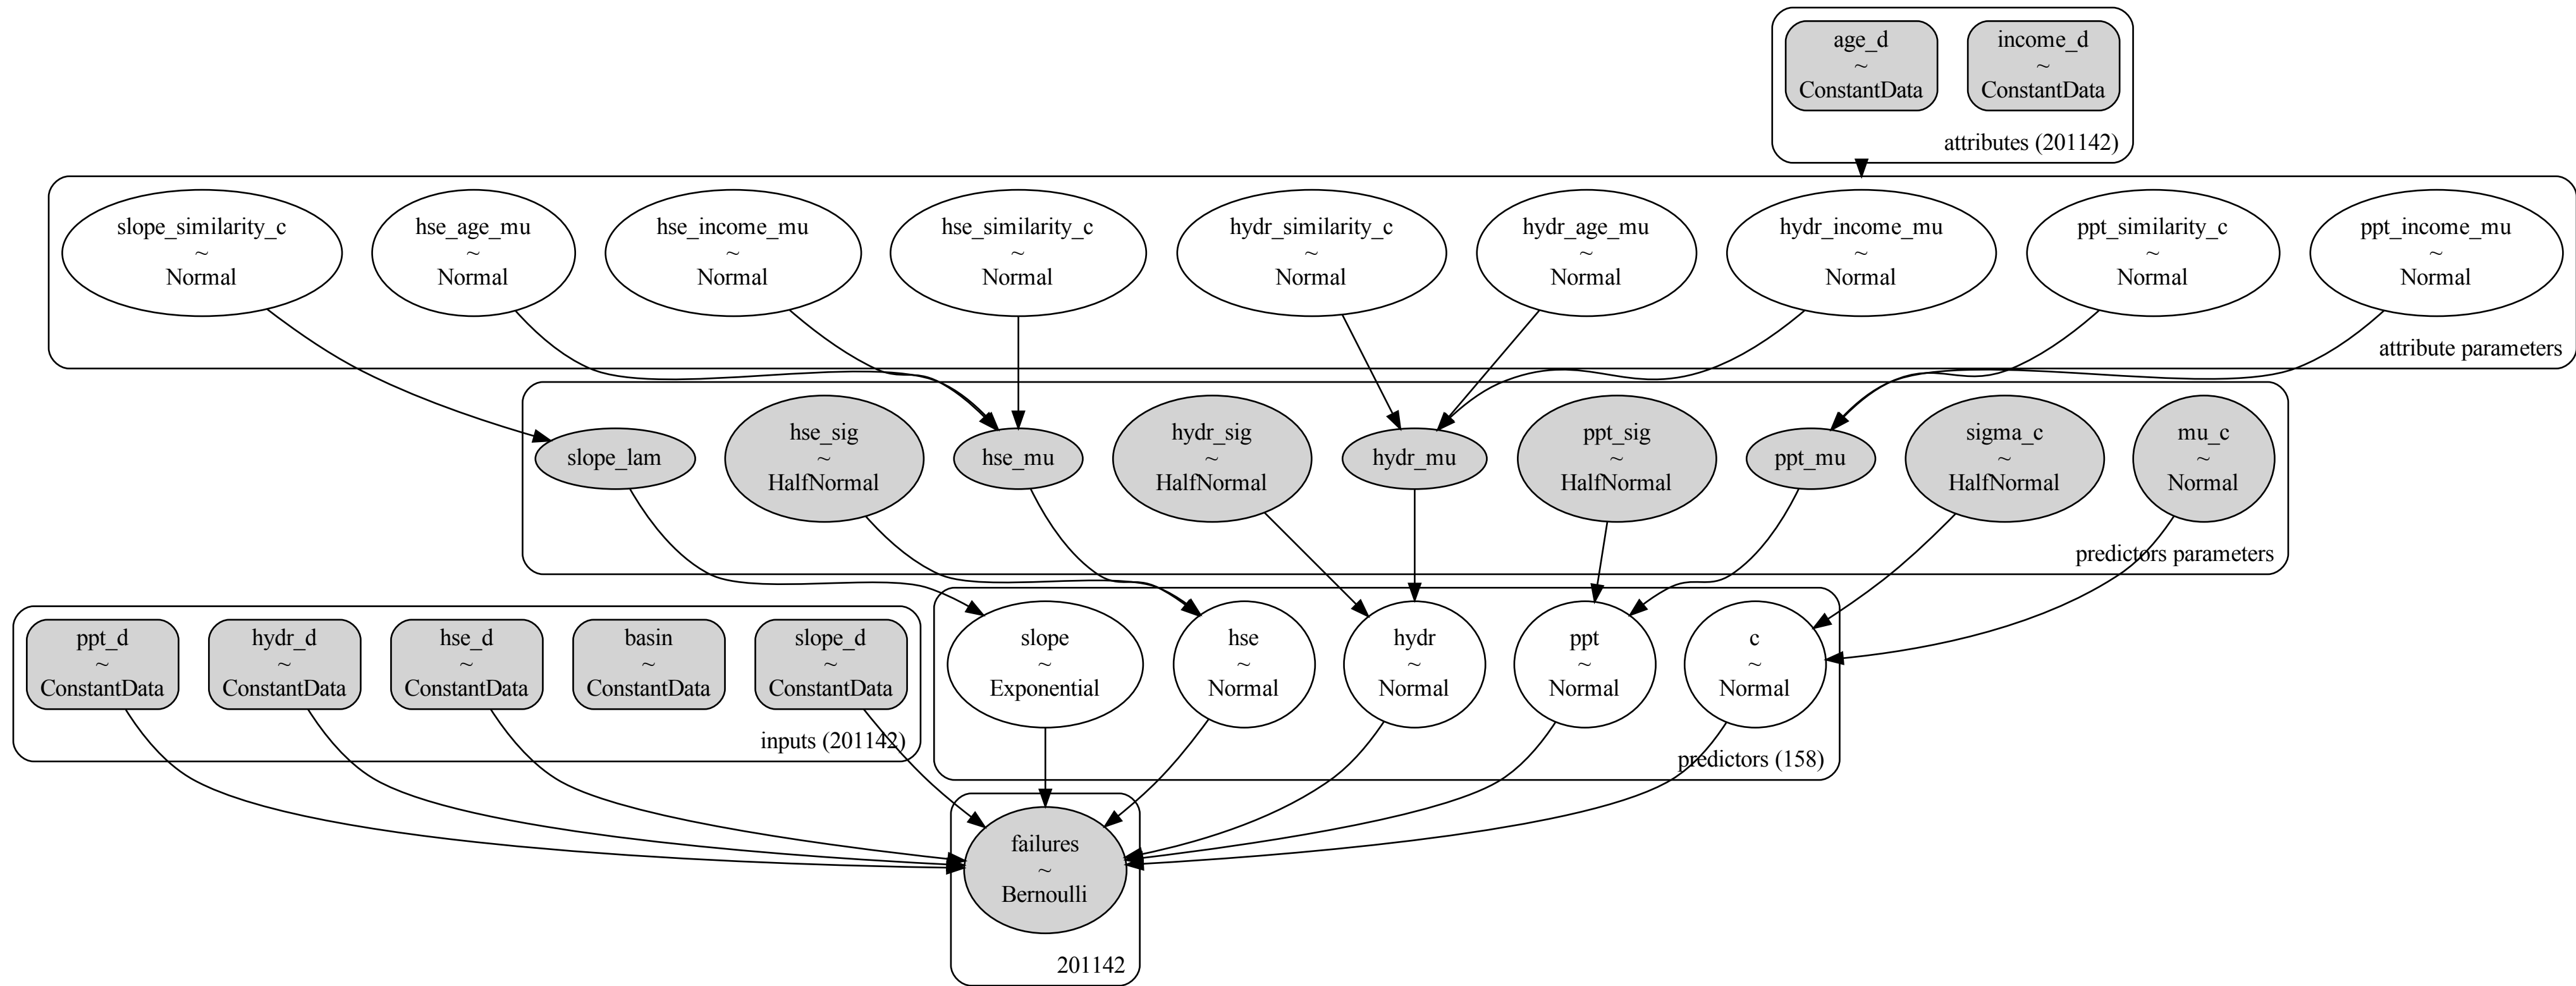 age_d
~
ConstantData
income_d
~
ConstantData
attributes (201142)
slope_similarity_c
~
Normal
hse_age_mu
~
Normal
hse_income_mu
~
Normal
hse_similarity_c
~
Normal
hydr_similarity_c
~
Normal
hydr_age_mu
~
Normal
hydr_income_mu
~
Normal
ppt_similarity_c
~
Normal
ppt_income_mu
~
Normal
attribute parameters
slope_lam
hse_sig
~
HalfNormal
hse_mu
hydr_sig
~
HalfNormal
hydr_mu
ppt_sig
~
HalfNormal
ppt_mu
sigma_c
~
HalfNormal
mu_c
~
Normal
predictors parameters
ppt_d
~
ConstantData
hydr_d
~
ConstantData
hse_d
~
ConstantData
basin
~
ConstantData
slope_d
~
ConstantData
inputs (201142)
slope
~
Exponential
hse
~
Normal
hydr
~
Normal
ppt
~
Normal
c
~
Normal
predictors (158)
failures
~
Bernoulli
201142